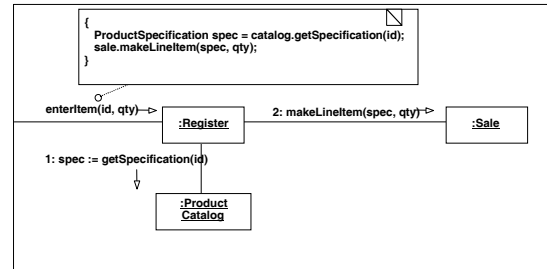 {
ProductSpecification spec = catalog.getSpecification(id);
sale.makeLineItem(spec, qty);
}
enterItem(id, qty)
:Register
2: makeLineItem(spec, qty)
:Sale
1: spec := getSpecification(id)
:Product
Catalog